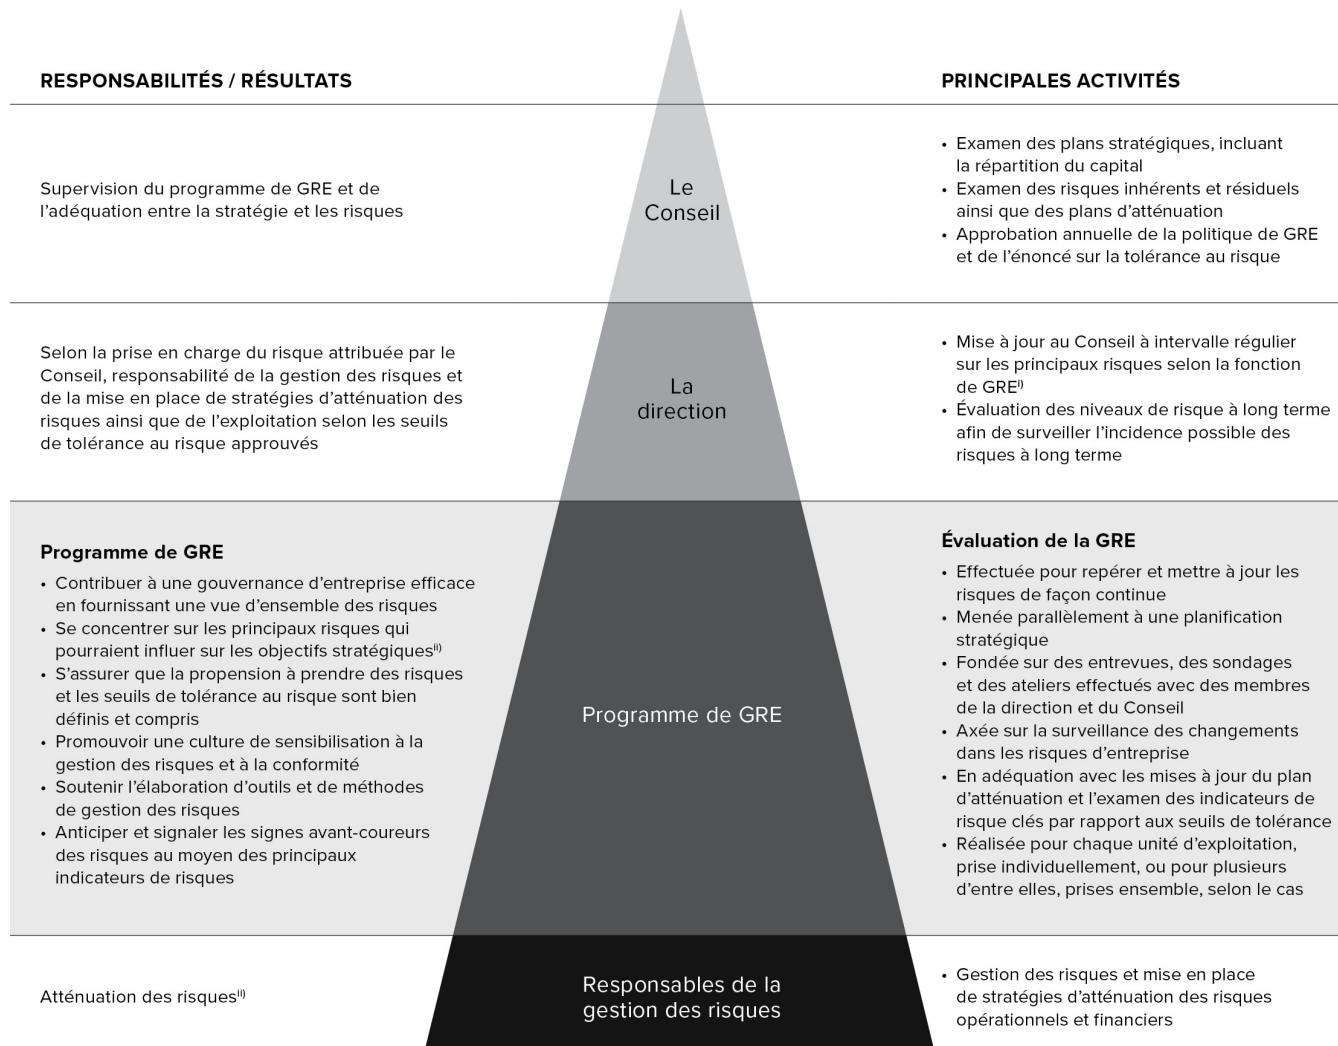 RESPONSABILITÉS / RÉSULTATS
PRINCIPALES ACTIVITÉS
Supervision du programme de GRE et de
l’adéquation entre la stratégie et les risques
Le
Conseil
• Examen des plans stratégiques, incluant
la répartition du capital
• Examen des risques inhérents et résiduels
ainsi que des plans d’atténuation
• Approbation annuelle de la politique de GRE
et de l’énoncé sur la tolérance au risque
Selon la prise en charge du risque attribuée par le
Conseil, responsabilité de la gestion des risques et
de la mise en place de stratégies d’atténuation des
risques ainsi que de l’exploitation selon les seuils
de tolérance au risque approuvés
La
direction
• Mise à jour au Conseil à intervalle régulier
sur les principaux risques selon la fonction
de GREi)
• Évaluation des niveaux de risque à long terme
afin de surveiller l’incidence possible des
risques à long terme
Programme de GRE
• Contribuer à une gouvernance d’entreprise efficace
en fournissant une vue d’ensemble des risques
• Se concentrer sur les principaux risques qui
pourraient influer sur les objectifs stratégiquesii)
• S’assurer que la propension à prendre des risques
et les seuils de tolérance au risque sont bien
définis et compris
• Promouvoir une culture de sensibilisation à la
gestion des risques et à la conformité
• Soutenir l’élaboration d’outils et de méthodes
de gestion des risques
• Anticiper et signaler les signes avant-coureurs
des risques au moyen des principaux
indicateurs de risques
Programme de GRE
Évaluation de la GRE
• Effectuée pour repérer et mettre à jour les
risques de façon continue
• Menée parallèlement à une planification
stratégique
• Fondée sur des entrevues, des sondages
et des ateliers effectués avec des membres
de la direction et du Conseil
• Axée sur la surveillance des changements
dans les risques d’entreprise
• En adéquation avec les mises à jour du plan
d’atténuation et l’examen des indicateurs de
risque clés par rapport aux seuils de tolérance
• Réalisée pour chaque unité d’exploitation,
prise individuellement, ou pour plusieurs
d’entre elles, prises ensemble, selon le cas
Atténuation des risquesii)
Responsables de la
gestion des risques
• Gestion des risques et mise en place
de stratégies d’atténuation des risques
opérationnels et financiers